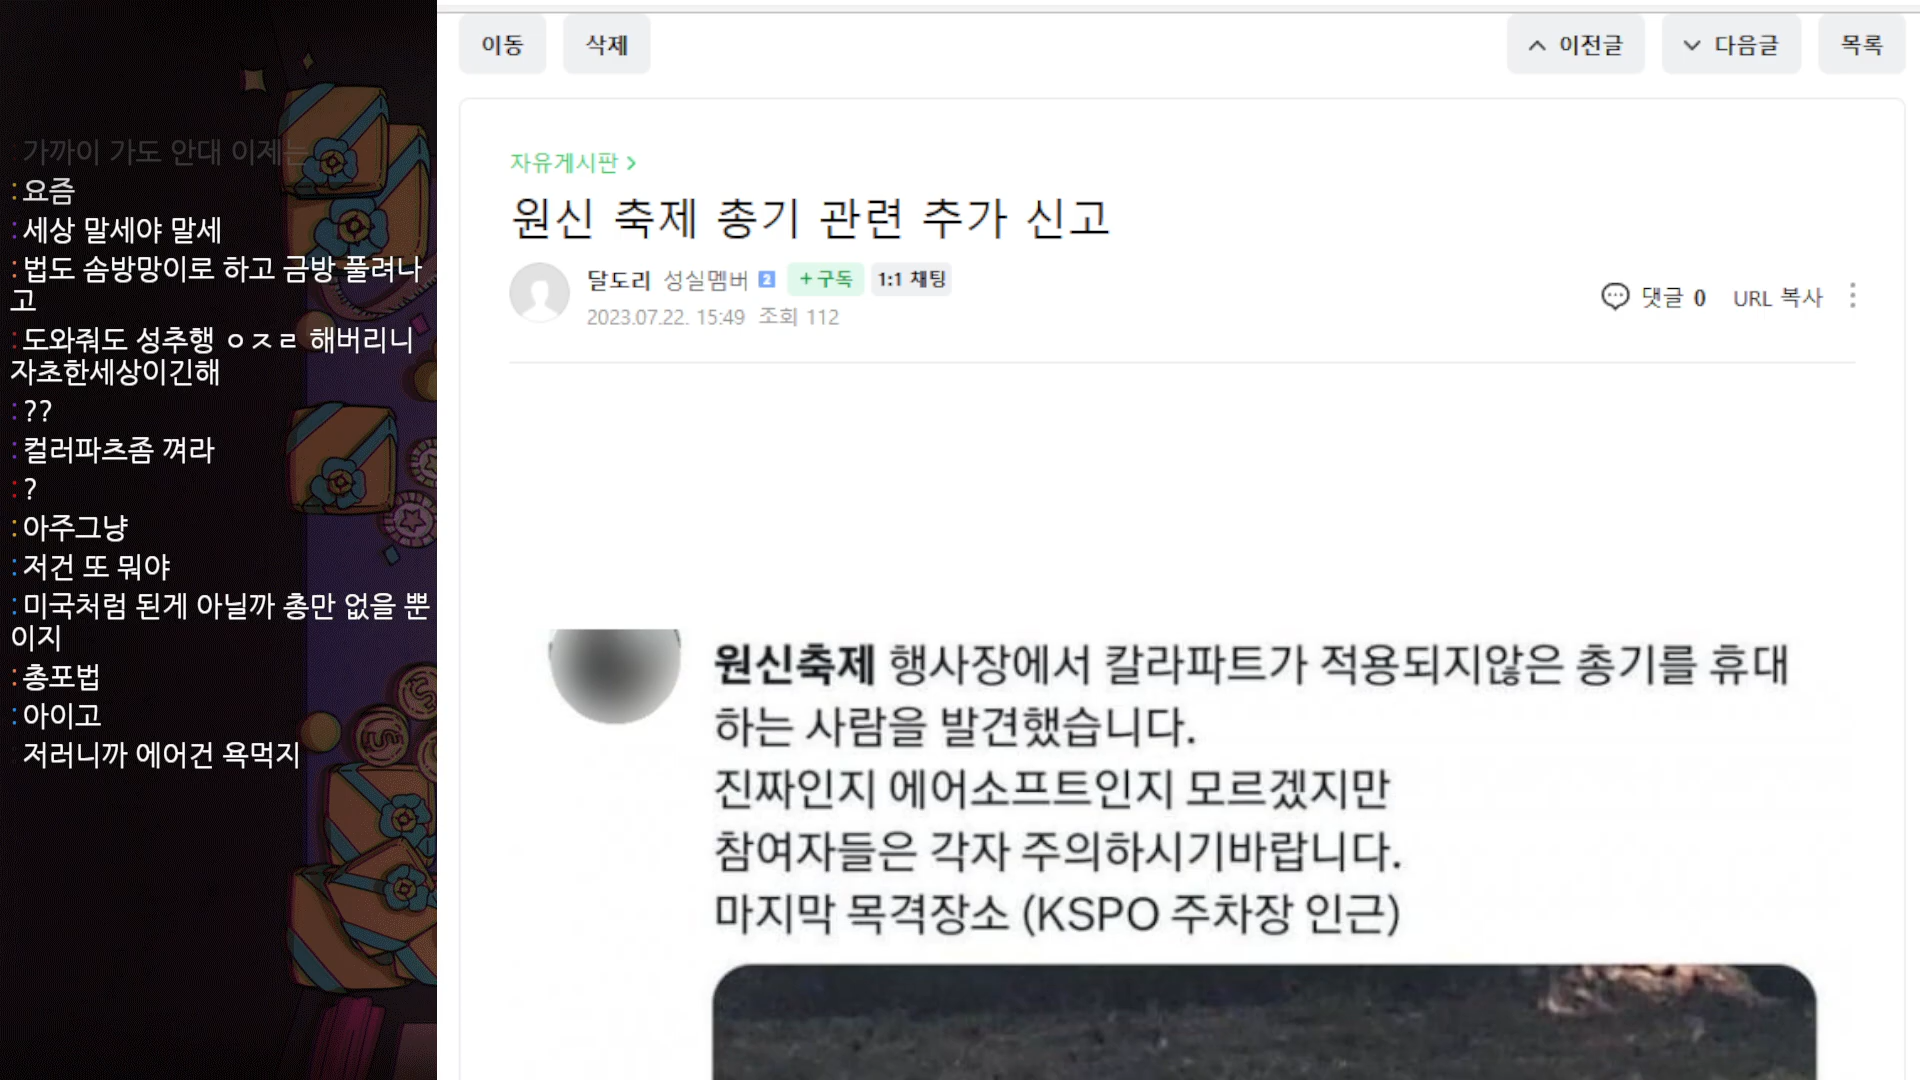 가까이 가도 안대 이제는
:요즘
:세상 말세야 말세
:법도 솜방망이로 하고 금방 풀려나
고
:도와줘도 성추행 ㅇㅈㄹ 해버리니
자초한세상이긴해
:??
:컬러파츠좀 껴라
:?
:아주그냥
:저건 또 뭐야
:미국처럼 된게 아닐까 총만 없을 뿐
이지
:총포법
:아이고
저러니까 에어건 욕먹지
이동
삭제
이전글
다음글
목록
자유게시판 >
원신 축제 총기 관련 추가 신고
달도리 성실멤버 2 +구독 1:1 채팅
2023.07.22. 15:49 조회 112
댓글 0 URL 복사
원신축제 행사장에서 칼라파트가 적용되지않은 총기를 휴대
하는 사람을 발견했습니다.
진짜인지 에어소프트인지 모르겠지만
참여자들은 각자 주의하시기바랍니다.
마지막 목격장소 (KSPO 주차장 인근)